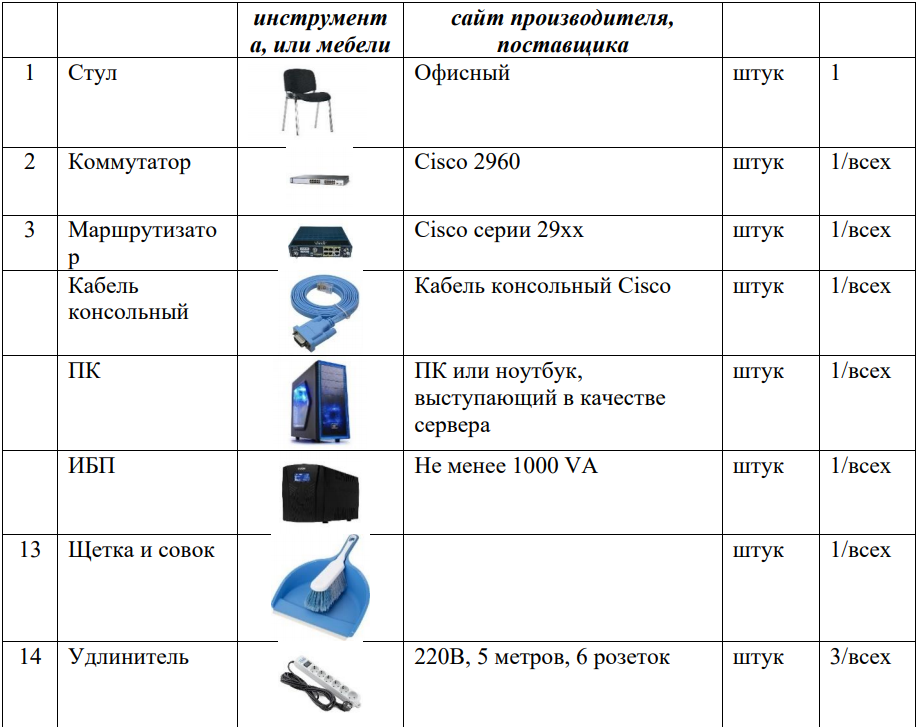 инструмент
а, или мебели
сайт производителя,
поставщика
1
Стул
Офисный
штук
1
2
Коммутатор
Cisco 2960
штук
1/всех
3
Маршрутизато
р
Cisco серии 29xx
штук
1/всех
Кабель
консольный
Кабель консольный Cisco
штук
1/всех
ПК
ПК или ноутбук,
выступающий в качестве
сервера
штук
1/всех
ИБП
Не менее 1000 VA
штук
1/всех
13
Щетка и совок
штук
1/всех
14
Удлинитель
220В, 5 метров, 6 розеток
штук
3/всех